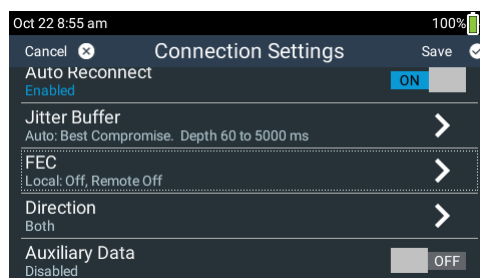 Oct 22 8:55 am 100%
Cancel Connection Settings Save
Auto Reconnect
Enabled
ON
Jitter Buffer
Auto: Best Compromise. Depth 60 to 5000 ms
FEC
Local: Off, Remote Off
Direction
Both
Auxiliary Data
Disabled
OFF